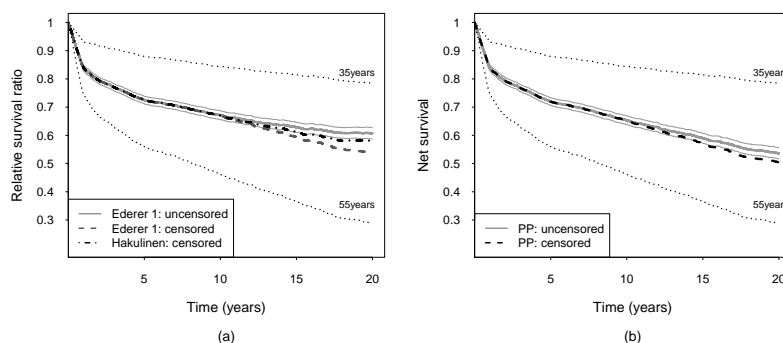 1
0.9
0.8
0.7
0.6
0.5
0.4
0.3
Relative survival ratio
35years
55years
Ederer 1: uncensored
Ederer 1: censored
Hakulinen: censored
5
10
15
20
Time (years)
(a)
1
0.9
0.8
0.7
0.6
0.5
0.4
0.3
Net survival
35years
55years
PP: uncensored
PP: censored
5
10
15
20
Time (years)
(b)